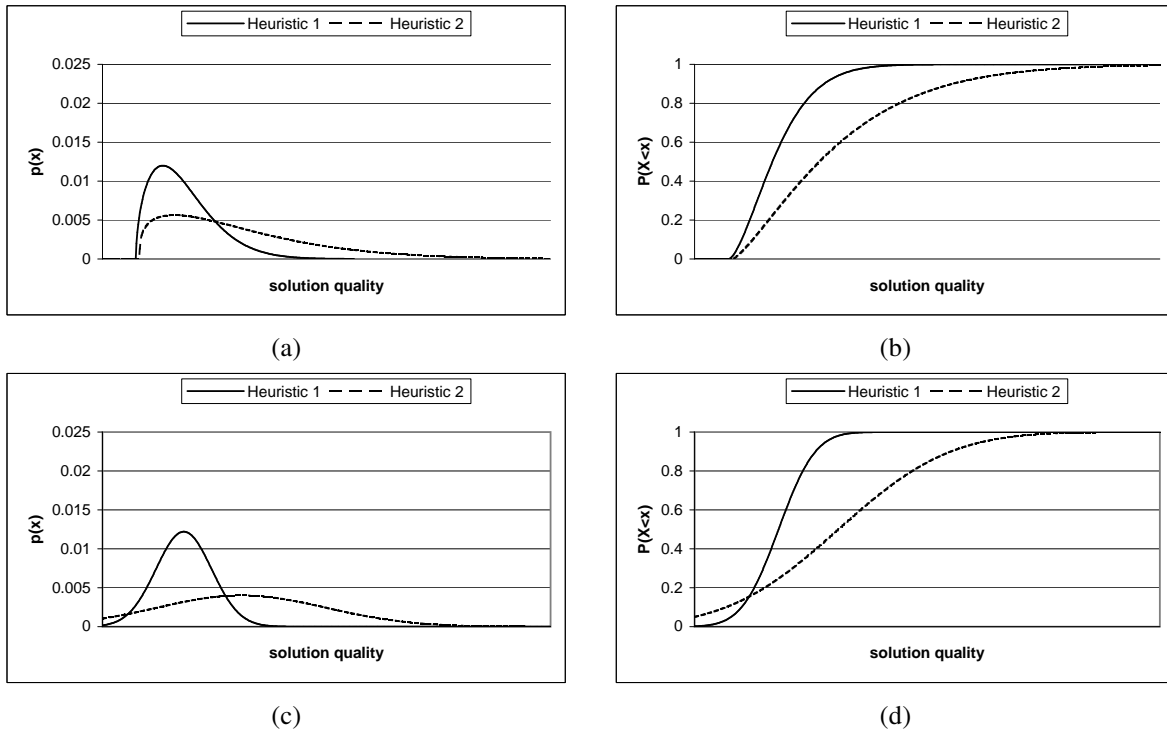 Heuristic 1 Heuristic 2
p(x)
0.025
0.02
0.015
0.01
0.005
0
solution quality
(a)
Heuristic 1 Heuristic 2
P(X<x)
1
0.8
0.6
0.4
0.2
0
solution quality
(b)
Heuristic 1 Heuristic 2
p(x)
0.025
0.02
0.015
0.01
0.005
0
solution quality
(c)
Heuristic 1 Heuristic 2
P(X<x)
1
0.8
0.6
0.4
0.2
0
solution quality
(d)